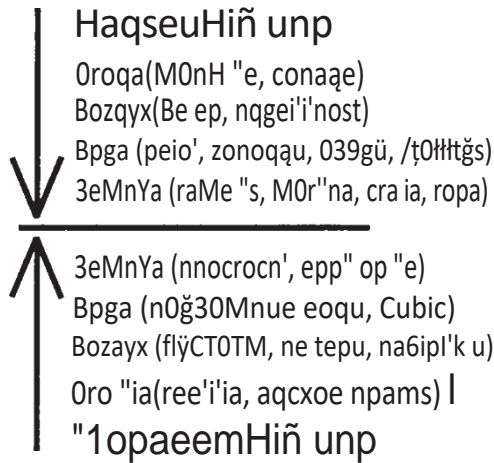 HaqseuHiñ unp
0roqa(M0nH "e, conaąe)
Bozqyx(Be ep, nqgei'i'nost)
Bpga (peio', zonoqąu, 039gü, /ț0łłłtğs)
3eMnYa (raMe "s, M0r"na, cra ia, ropa)
3eMnYa (nnocrocn', epp" op "e)
Bpga (n0ğ30Mnue eoqu, Cubic)
Bozayx (flÿCT0TM, ne tepu, na6ipI'k u)
0ro "ia(ree'i'ia, aqcxoe npams) l
"1opaeemHiñ unp